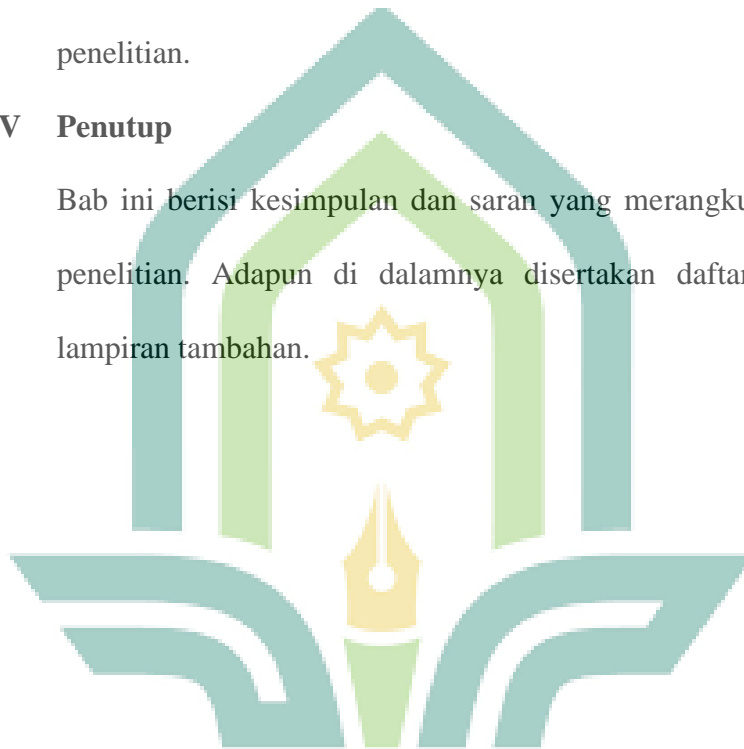 penelitian.
V Penutup
Bab ini berisi kesimpulan dan saran yang merangku
penelitian. Adapun di dalamnya disertakan daftar
lampiran tambahan.